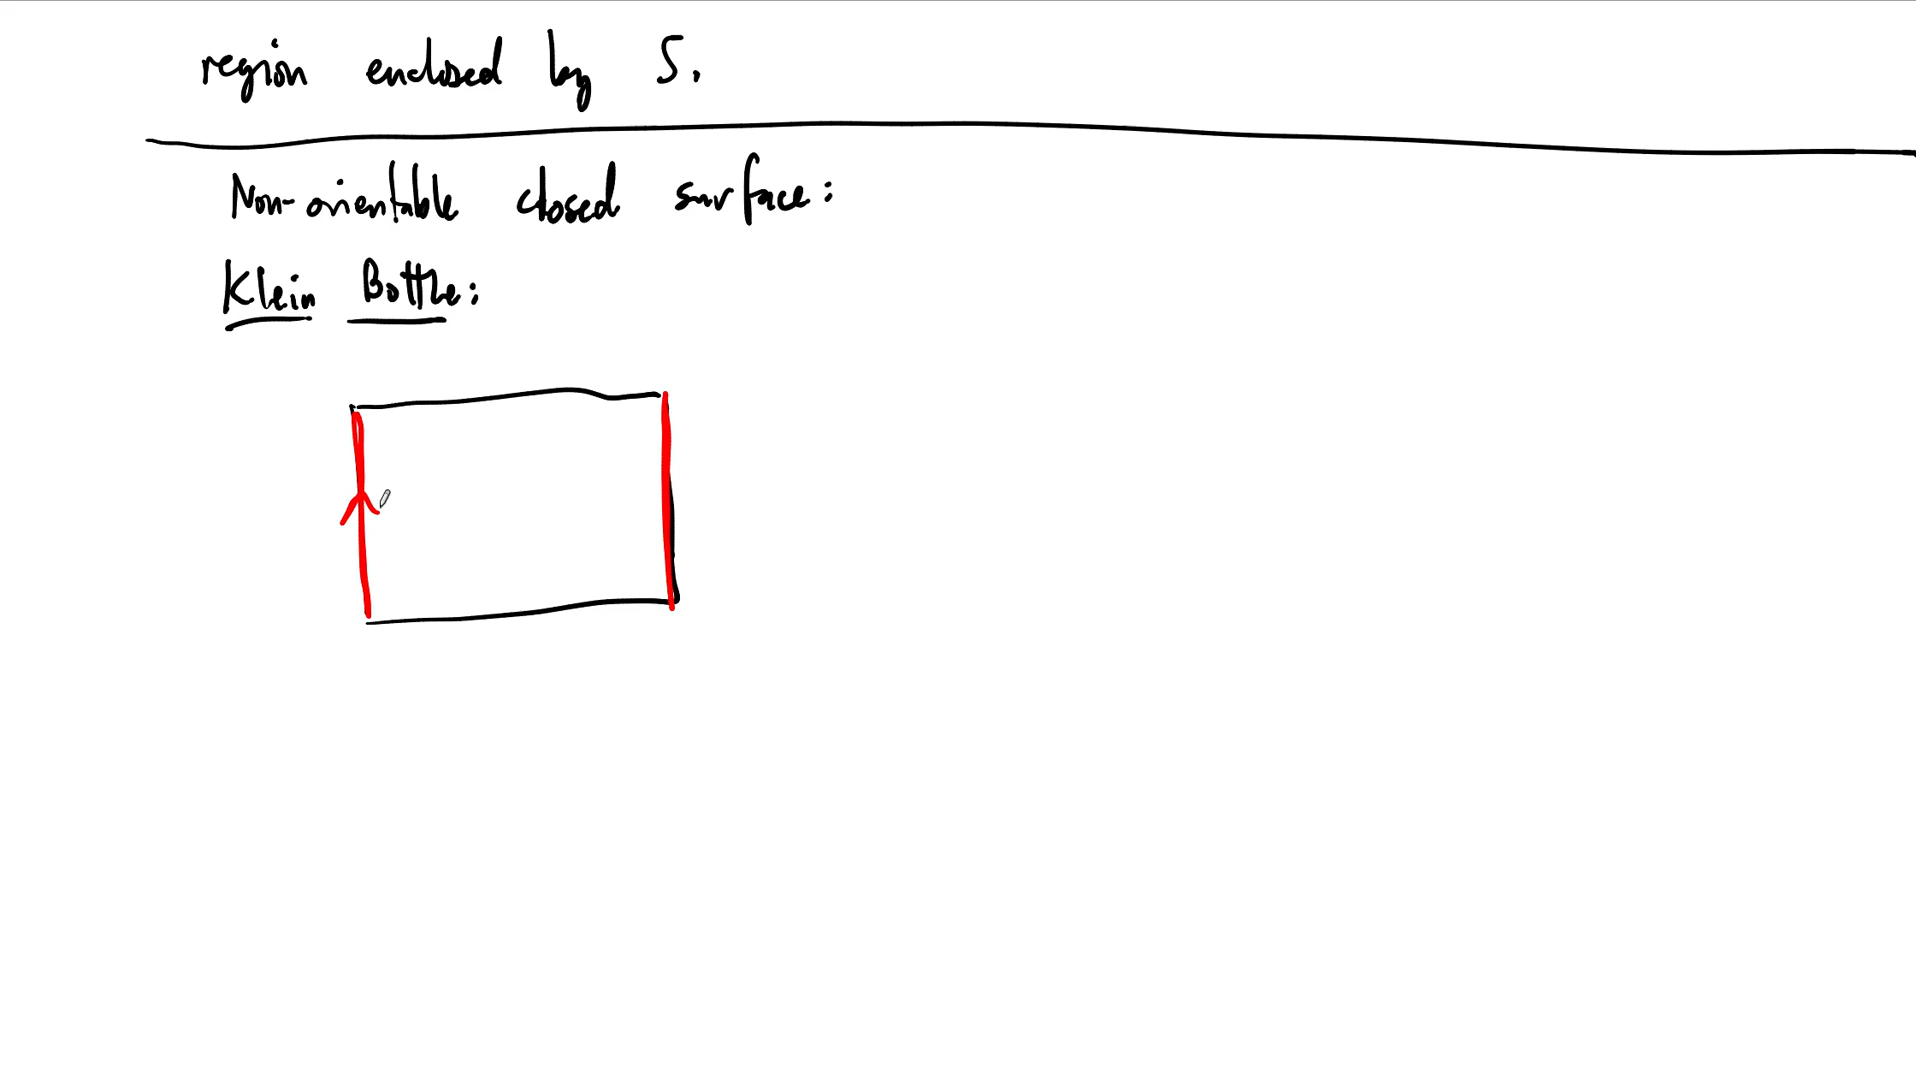 region enclosed by S.
Non-orientable closed surface:
Klein Bottle: